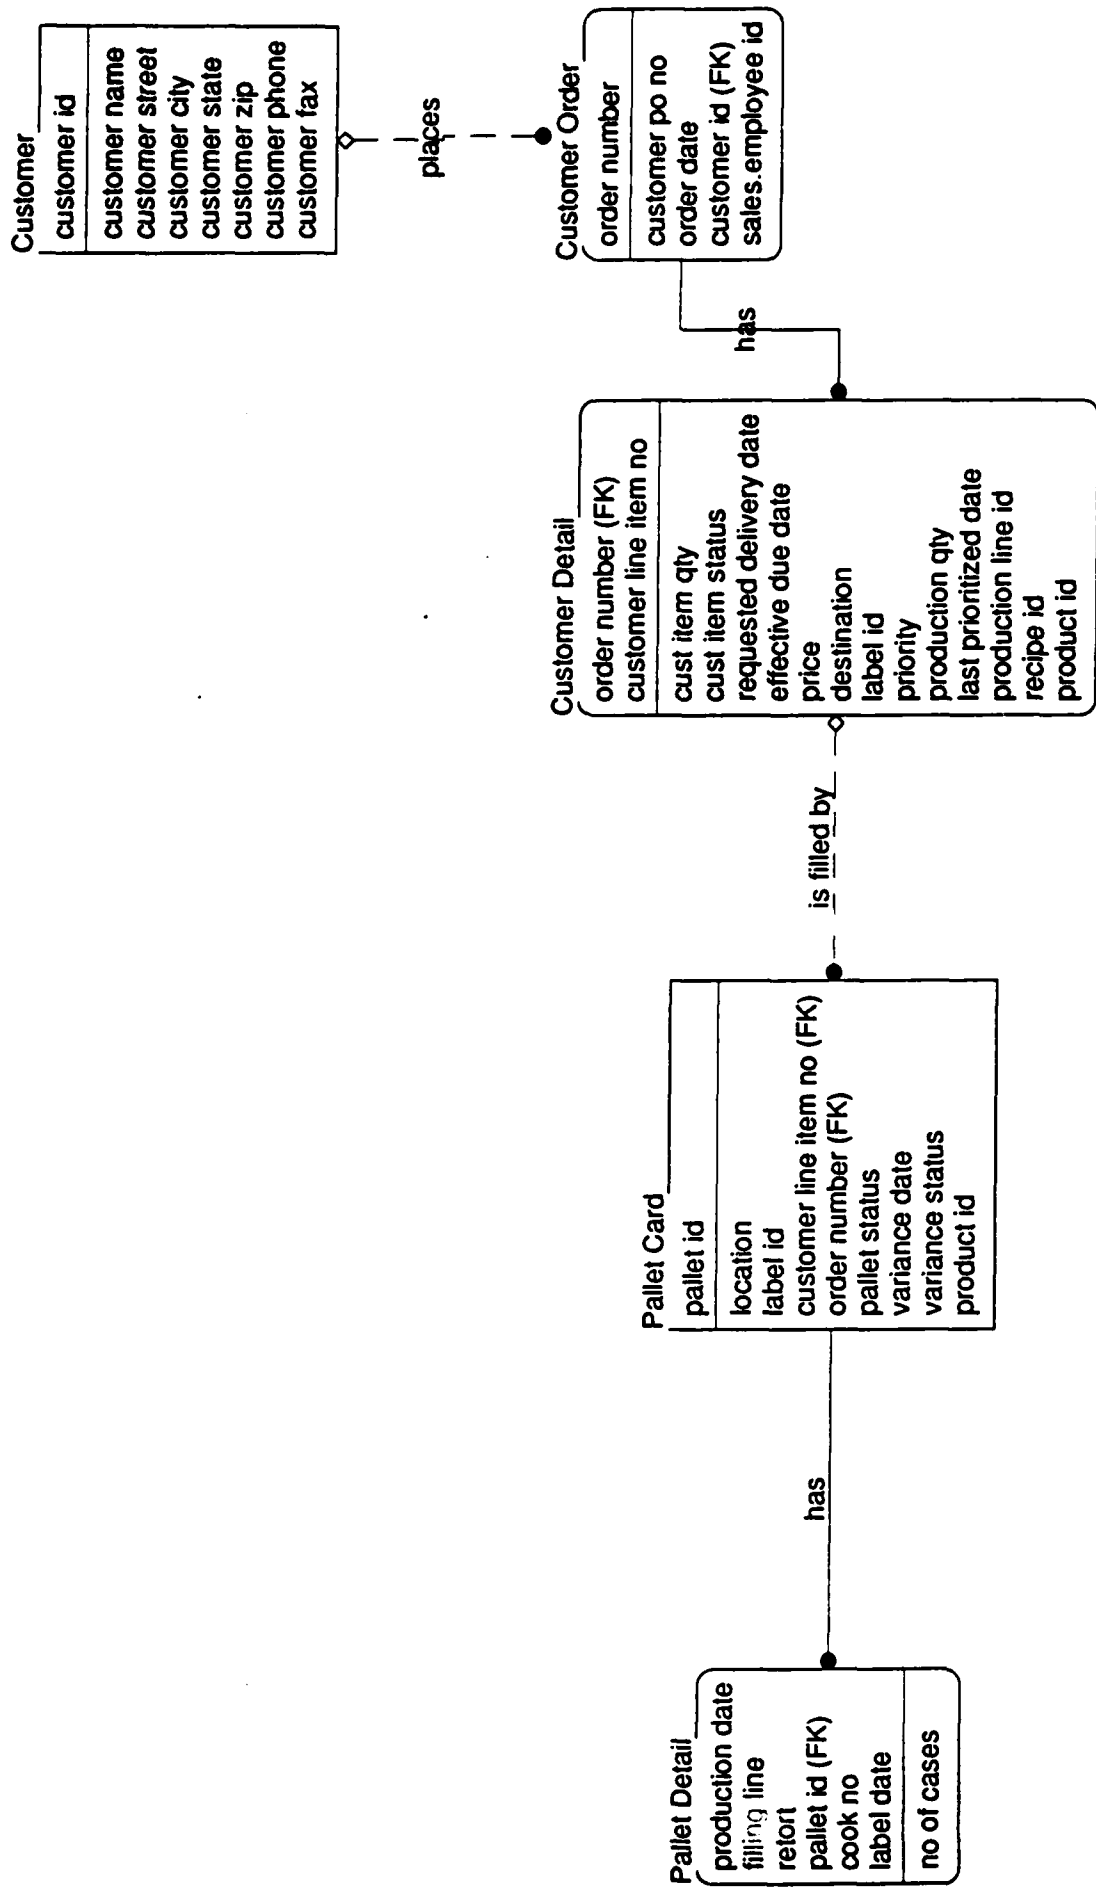 Customer
customer id
customer name
customer street
customer city
customer state
customer zip
customer phone
customer fax
places
Customer Order
order number
customer po no
order date
customer id (FK)
sales.employee id
has
Customer Detail
order number (FK)
customer line item no
cust item qty
cust item status
requested delivery date
effective due date
price
destination
label id
priority
production qty
last prioritized date
production line id
recipe id
product id
is filled by
Pallet Card
pallet id
location
label id
customer line item no (FK)
order number (FK)
pallet status
variance date
variance status
product id
has
Pallet Detail
production date
filling line
retort
pallet id (FK)
cook no
label date
no of cases